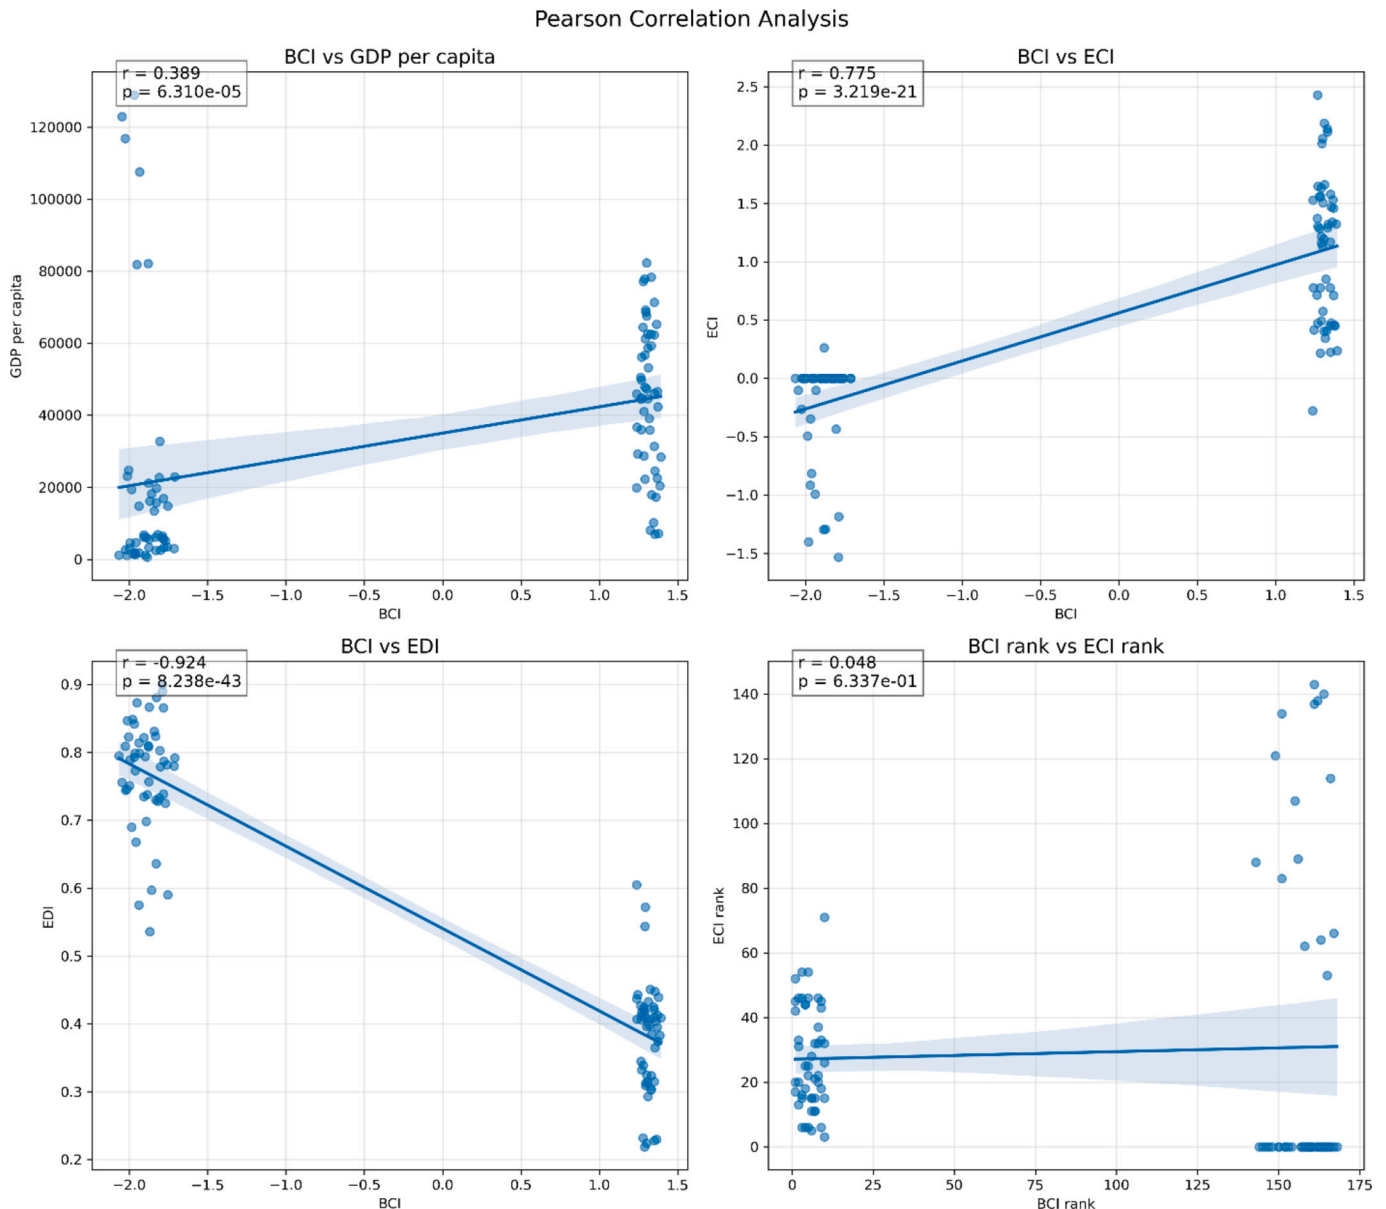 Pearson Correlation Analysis
BCI vs GDP per capita
r = 0.389
p = 6.310e-05
GDP per capita
120000
100000
80000
60000
40000
20000
0
−2.0 −1.5 −1.0 −0.5 0.0 0.5 1.0 1.5
BCI
BCI vs ECI
r = 0.775
p = 3.219e-21
ECI
2.5
2.0
1.5
1.0
0.5
0.0
−0.5
−1.0
−1.5
−2.0 −1.5 −1.0 −0.5 0.0 0.5 1.0 1.5
BCI
BCI vs EDI
r = -0.924
p = 8.238e-43
EDI
0.9
0.8
0.7
0.6
0.5
0.4
0.3
0.2
−2.0 −1.5 −1.0 −0.5 0.0 0.5 1.0 1.5
BCI
BCI rank vs ECI rank
r = 0.048
p = 6.337e-01
ECI rank
140
120
100
80
60
40
20
0
0 25 50 75 100 125 150 175
BCI rank